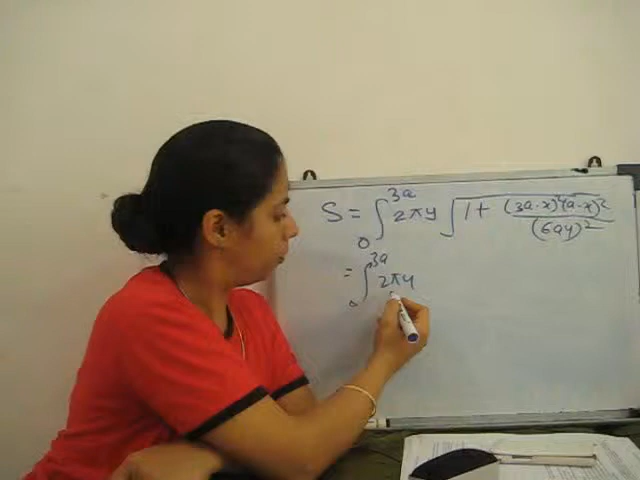 S = ∫₀^{3a} 2πy √(1 + (3a-x)²(a-x)² / (6ay)²)
= ∫₀^{3a} 2πy